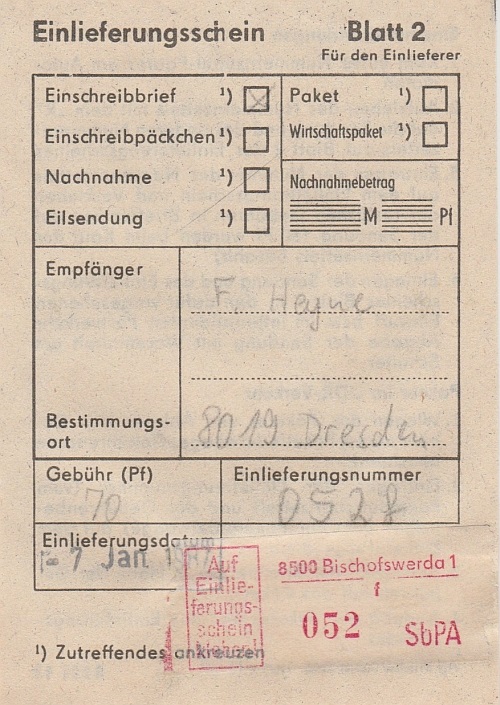 Einlieferungsschein Blatt 2
Für den Einlieferer
Einschreibbrief ¹)
Einschreibpäckchen ¹)
Nachnahme ¹)
Eilsendung ¹)
Paket ¹)
Wirtschaftspaket ¹)
Nachnahmebetrag
M Pf
Empfänger
F. Heyne
Bestimmungs-
ort
8019 Dresden
Gebühr (Pf)
70
Einlieferungsnummer
052 f
Einlieferungsdatum
- 7. Jan
Auf
Einlie-
ferungs-
schein
kleben!
8500 Bischofswerda 1
f
052
SbPA
¹) Zutreffendes ankreuzen